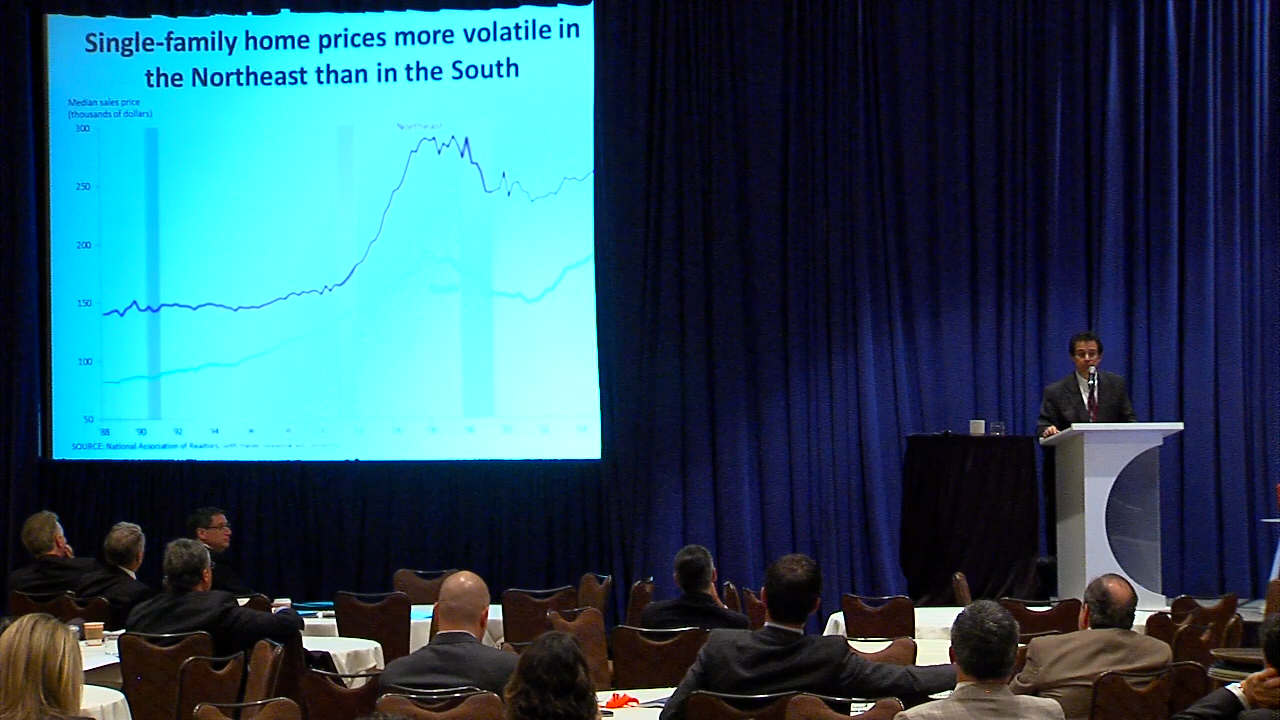 Single-family home prices more volatile in
the Northeast than in the South
Median sales price
(thousands of dollars)
Northeast
300
250
200
150
100
50
'88 '90 '92 '94
SOURCE: National Association of Realtors, with